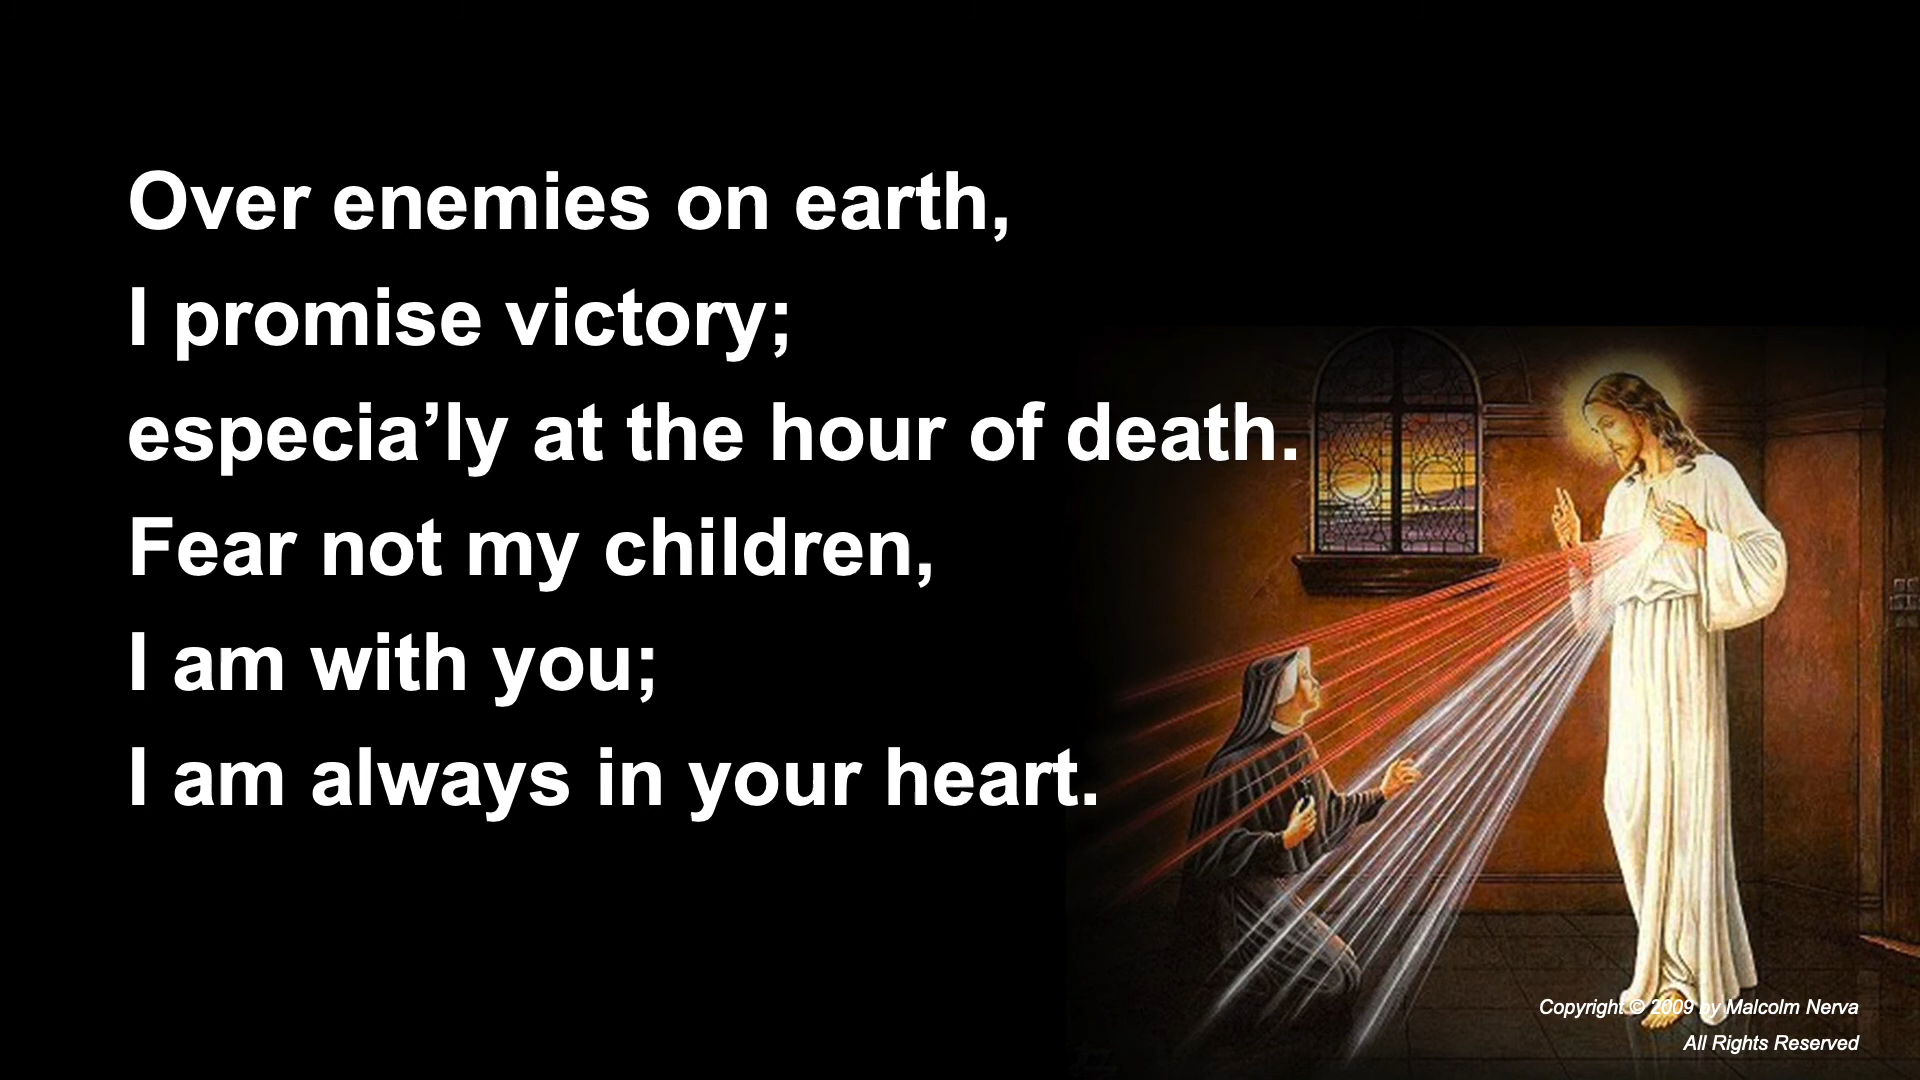 Over enemies on earth,
I promise victory;
especia’ly at the hour of death.
Fear not my children,
I am with you;
I am always in your heart.
Copyright © 2009 by Malcolm Nerva
All Rights Reserved